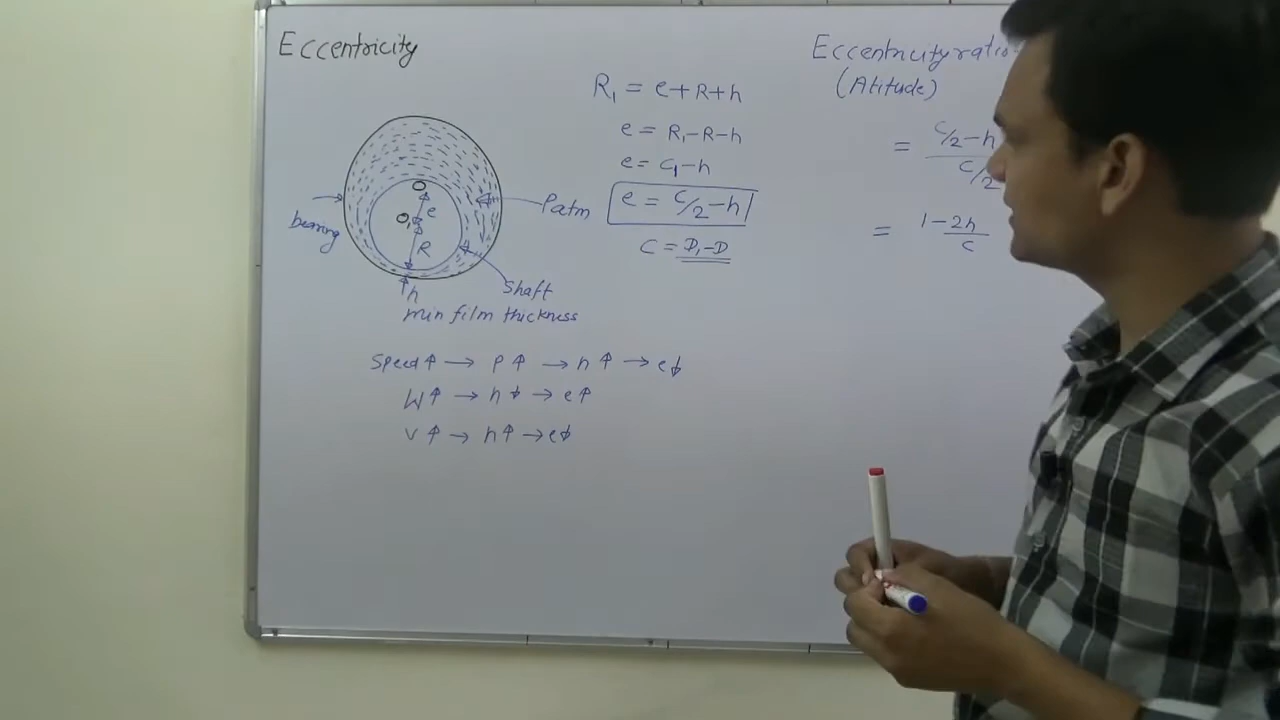 Eccentricity
R₁ = e+R+h
e = R₁-R-h
e = C₁-h
e = C/2-h
C = D₁-D
O
O₁
e
R
bearing
Patm
Shaft
h
min film thickness
Speed↑ → P↑ → h↑ → e↓
W↑ → h↓ → e↑
V↑ → h↑ → e↓
Eccentricity ratio
(Atitude)
= C/2-h
C/2
= 1-2h
C